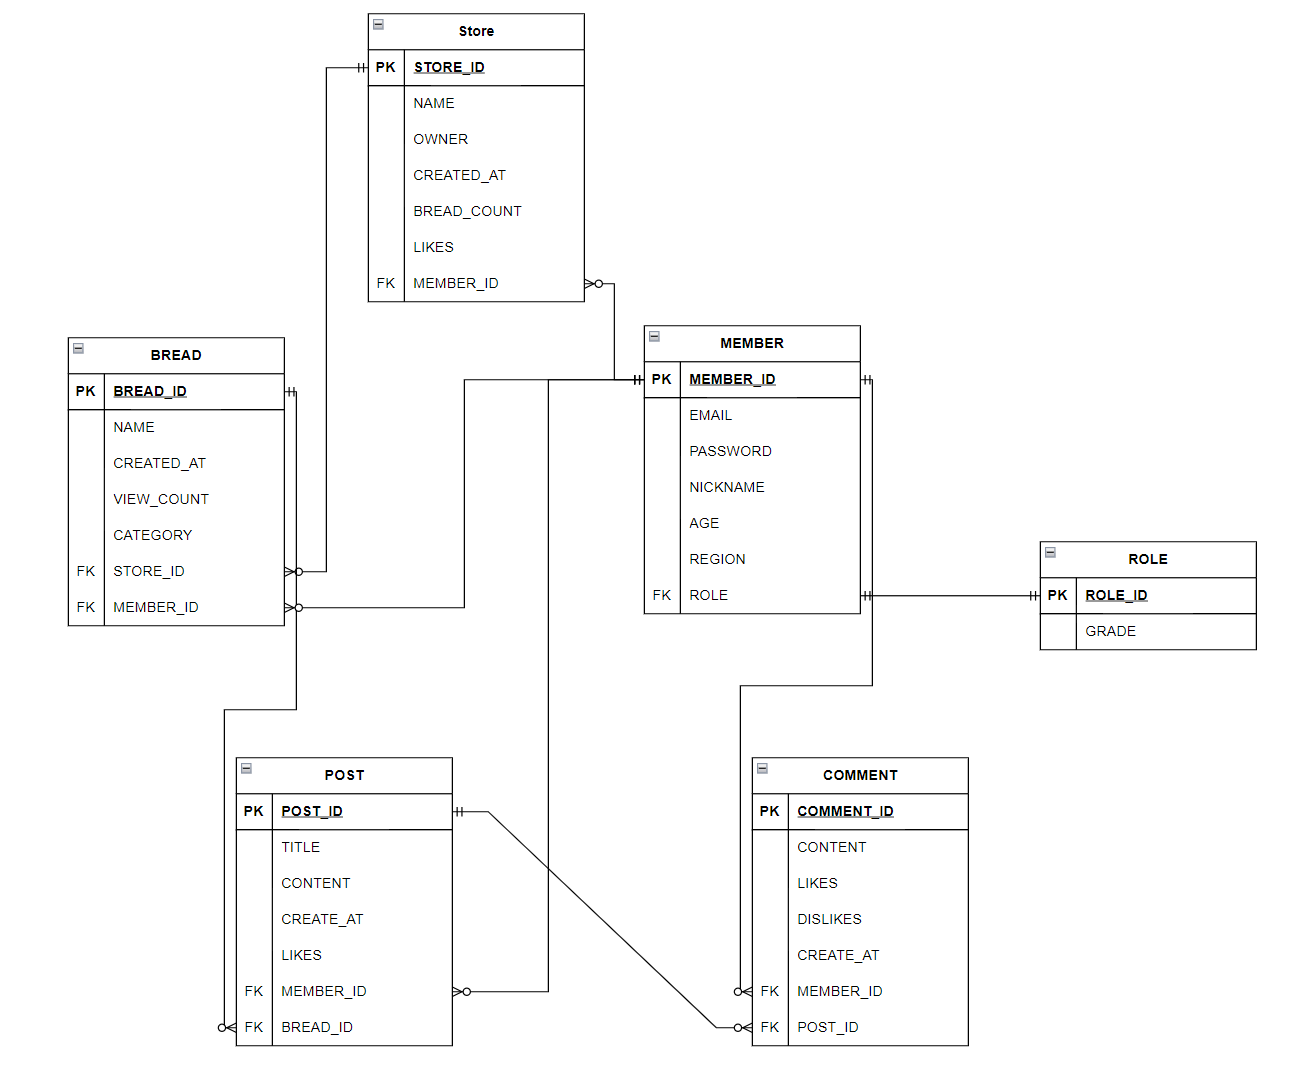 Store
PK STORE_ID
NAME
OWNER
CREATED_AT
BREAD_COUNT
LIKES
FK MEMBER_ID
BREAD
PK BREAD_ID
NAME
CREATED_AT
VIEW_COUNT
CATEGORY
FK STORE_ID
FK MEMBER_ID
MEMBER
PK MEMBER_ID
EMAIL
PASSWORD
NICKNAME
AGE
REGION
FK ROLE
ROLE
PK ROLE_ID
GRADE
POST
PK POST_ID
TITLE
CONTENT
CREATE_AT
LIKES
FK MEMBER_ID
FK BREAD_ID
COMMENT
PK COMMENT_ID
CONTENT
LIKES
DISLIKES
CREATE_AT
FK MEMBER_ID
FK POST_ID